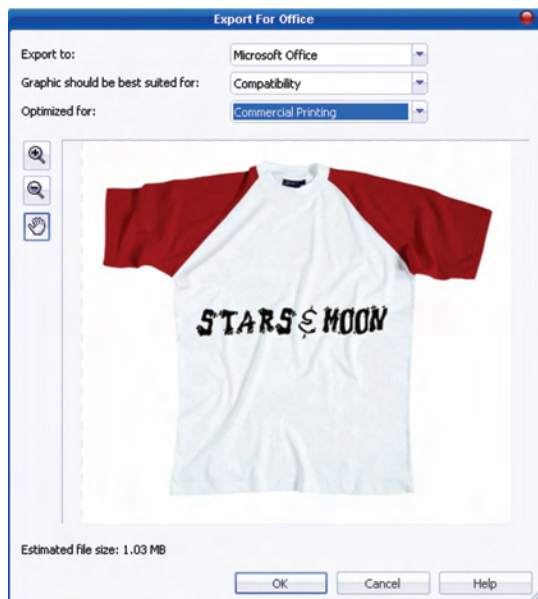 Export For Office
Export to: Microsoft Office
Graphic should be best suited for: Compatibility
Optimized for: Commercial Printing
STARS & MOON
Estimated file size: 1.03 MB
OK Cancel Help